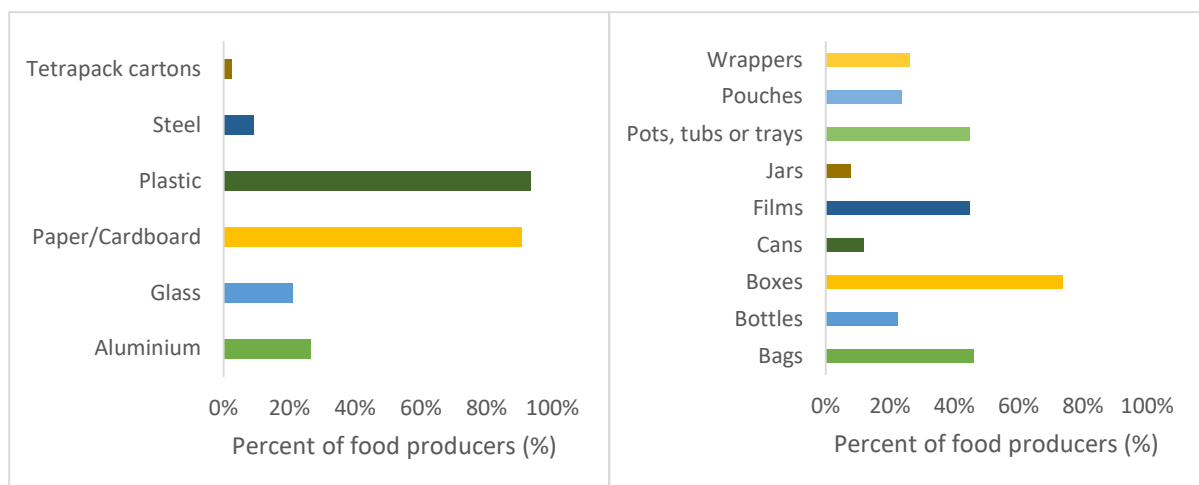 Tetrapack cartons
Steel
Plastic
Paper/Cardboard
Glass
Aluminium
0% 20% 40% 60% 80% 100%
Percent of food producers (%)
Wrappers
Pouches
Pots, tubs or trays
Jars
Films
Cans
Boxes
Bottles
Bags
0% 20% 40% 60% 80% 100%
Percent of food producers (%)